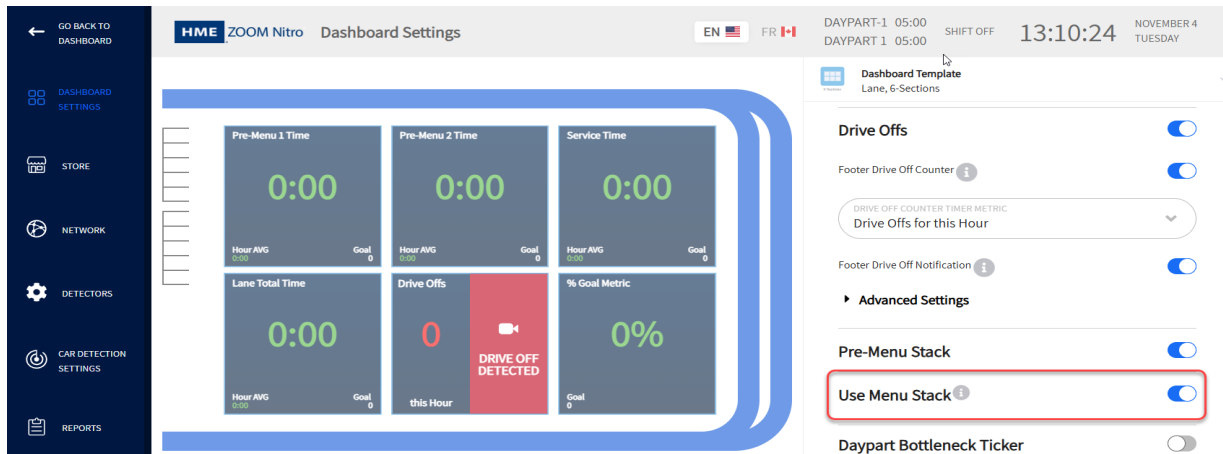 GO BACK TO
DASHBOARD
HME ZOOM Nitro Dashboard Settings
EN
FR
DAYPART-1 05:00
DAYPART 1 05:00
SHIFT OFF
13:10:24
NOVEMBER 4
TUESDAY
DASHBOARD
SETTINGS
STORE
NETWORK
DETECTORS
CAR DETECTION
SETTINGS
REPORTS
Pre-Menu 1 Time
0:00
Hour AVG Goal
0:00 0
Pre-Menu 2 Time
0:00
Hour AVG Goal
0:00 0
Service Time
0:00
Hour AVG Goal
0:00 0
Lane Total Time
0:00
Hour AVG Goal
0:00 0
Drive Offs
0
this Hour
DRIVE OFF
DETECTED
% Goal Metric
0%
Goal
0
Dashboard Template
Lane, 6-Sections
Drive Offs
Footer Drive Off Counter
DRIVE OFF COUNTER TIMER METRIC
Drive Offs for this Hour
Footer Drive Off Notification
Advanced Settings
Pre-Menu Stack
Use Menu Stack
Daypart Bottleneck Ticker